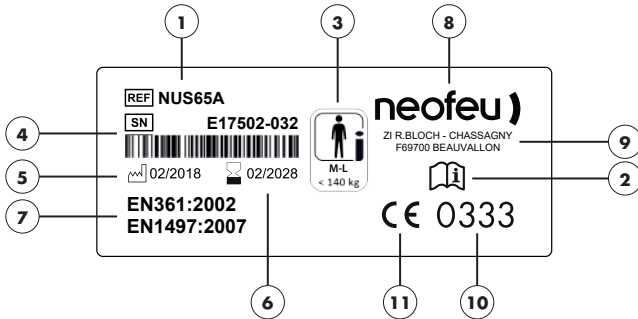 1
3
8
REF NUS65A
SN E17502-032
02/2018 02/2028
EN361:2002
EN1497:2007
M-L
< 140 kg
neofeu
ZI R.BLOCH - CHASSAGNY
F69700 BEAUVALLON
i
CE 0333
4
5
7
9
2
6
11
10